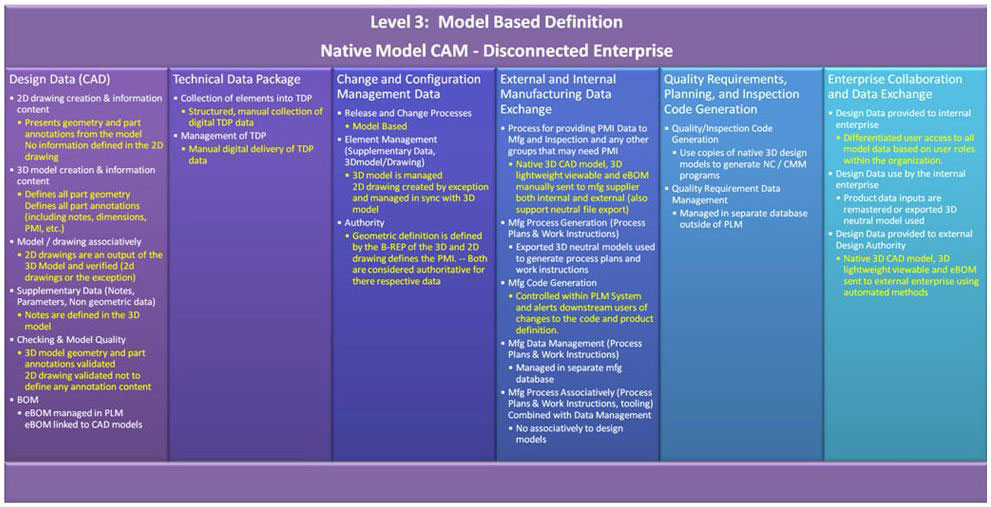 Level 3: Model Based Definition
Native Model CAM - Disconnected Enterprise
Design Data (CAD)
• 2D drawing creation & information
content
• Presents geometry and part
annotations from the model
No information defined in the 2D
drawing
• 3D model creation & information
content
• Defines all part geometry
Defines all part annotations
(including notes, dimensions,
PMI, etc.)
• Model / drawing associatively
• 2D drawings are an output of the
3D Model and verified (2d
drawings or the exception)
• Supplementary Data (Notes,
Parameters, Non geometric data)
• Notes are defined in the 3D
model
• Checking & Model Quality
• 3D model geometry and part
annotations validated
2D drawing validated not to
define any annotation content
• BOM
• eBOM managed in PLM
eBOM linked to CAD models
Technical Data Package
• Collection of elements into TDP
• Structured, manual collection of
digital TDP data
• Management of TDP
• Manual digital delivery of TDP
data
Change and Configuration
Management Data
• Release and Change Processes
• Model Based
• Element Management
(Supplementary Data,
3Dmodel/Drawing)
• 3D model is managed
2D drawing created by exception
and managed in sync with 3D
model
• Authority
• Geometric definition is defined
by the B-REP of the 3D and 2D
drawing defines the PMI. -- Both
are considered authoritative for
there respective data
External and Internal
Manufacturing Data
Exchange
• Process for providing PMI Data to
Mfg and Inspection and any other
groups that may need PMI
• Native 3D CAD model, 3D
lightweight viewable and eBOM
manually sent to mfg supplier
both internal and external (also
support neutral file export)
• Mfg Process Generation (Process
Plans & Work Instructions)
• Exported 3D neutral models used
to generate process plans and
work instructions
• Mfg Code Generation
• Controlled within PLM System
and alerts downstream users of
changes to the code and product
definition.
• Mfg Data Management (Process
Plans & Work Instructions)
• Managed in separate mfg
database
• Mfg Process Associatively (Process
Plans & Work Instructions, tooling)
Combined with Data Management
• No associatively to design
models
Quality Requirements,
Planning, and Inspection
Code Generation
• Quality/Inspection Code
Generation
• Use copies of native 3D design
models to generate NC / CMM
programs
• Quality Requirement Data
Management
• Managed in separate database
outside of PLM
Enterprise Collaboration
and Data Exchange
• Design Data provided to internal
enterprise
• Differentiated user access to all
model data based on user roles
within the organization.
• Design Data use by the internal
enterprise
• Product data inputs are
remastered or exported 3D
neutral model used
• Design Data provided to external
Design Authority
• Native 3D CAD model, 3D
lightweight viewable and eBOM
sent to external enterprise using
automated methods